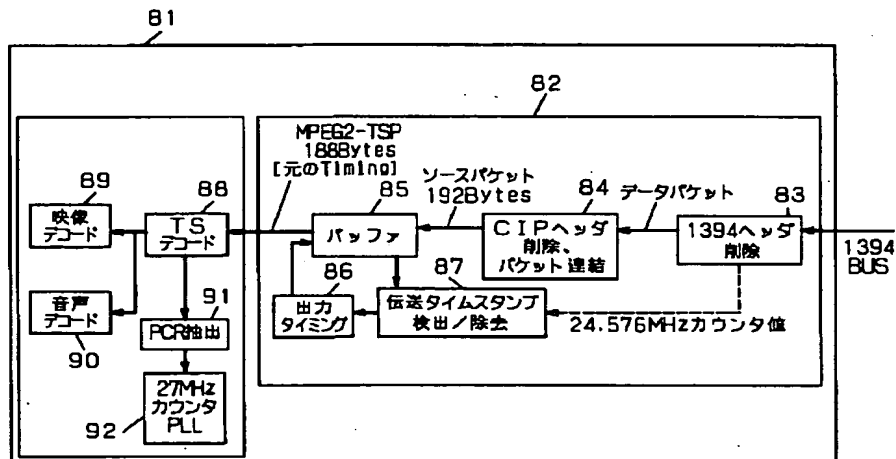 81
82
MPEG2-TSP
188Bytes
[元のTiming]
ソースパケット
192Bytes
データパケット
89
映像
デコード
88
TS
デコード
85
バッファ
84
CIPヘッダ
削除、
パケット連結
83
1394ヘッダ
削除
1394
BUS
86
出力
タイミング
87
伝送タイムスタンプ
検出/除去
24.576MHzカウンタ値
音声
デコード
90
91
PCR抽出
27MHz
カウンタ
PLL
92